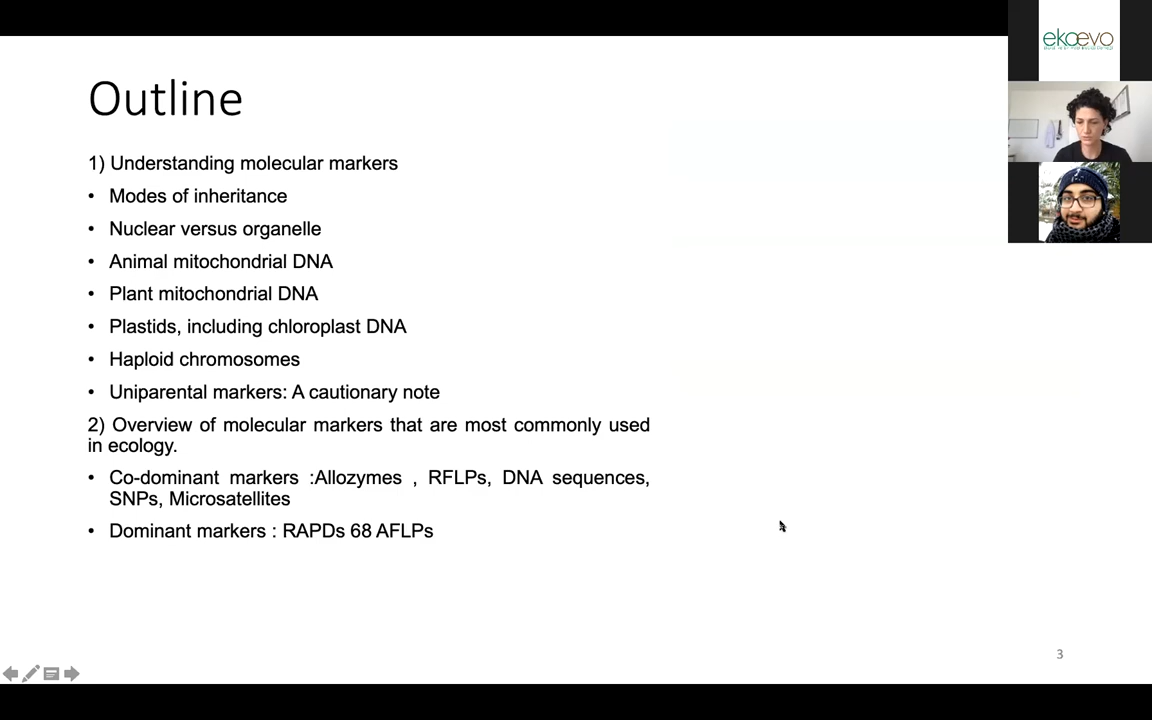 ekoevo
Outline
1) Understanding molecular markers
• Modes of inheritance
• Nuclear versus organelle
• Animal mitochondrial DNA
• Plant mitochondrial DNA
• Plastids, including chloroplast DNA
• Haploid chromosomes
• Uniparental markers: A cautionary note
2) Overview of molecular markers that are most commonly used
in ecology.
• Co-dominant markers :Allozymes , RFLPs, DNA sequences,
SNPs, Microsatellites
• Dominant markers : RAPDs 68 AFLPs
3